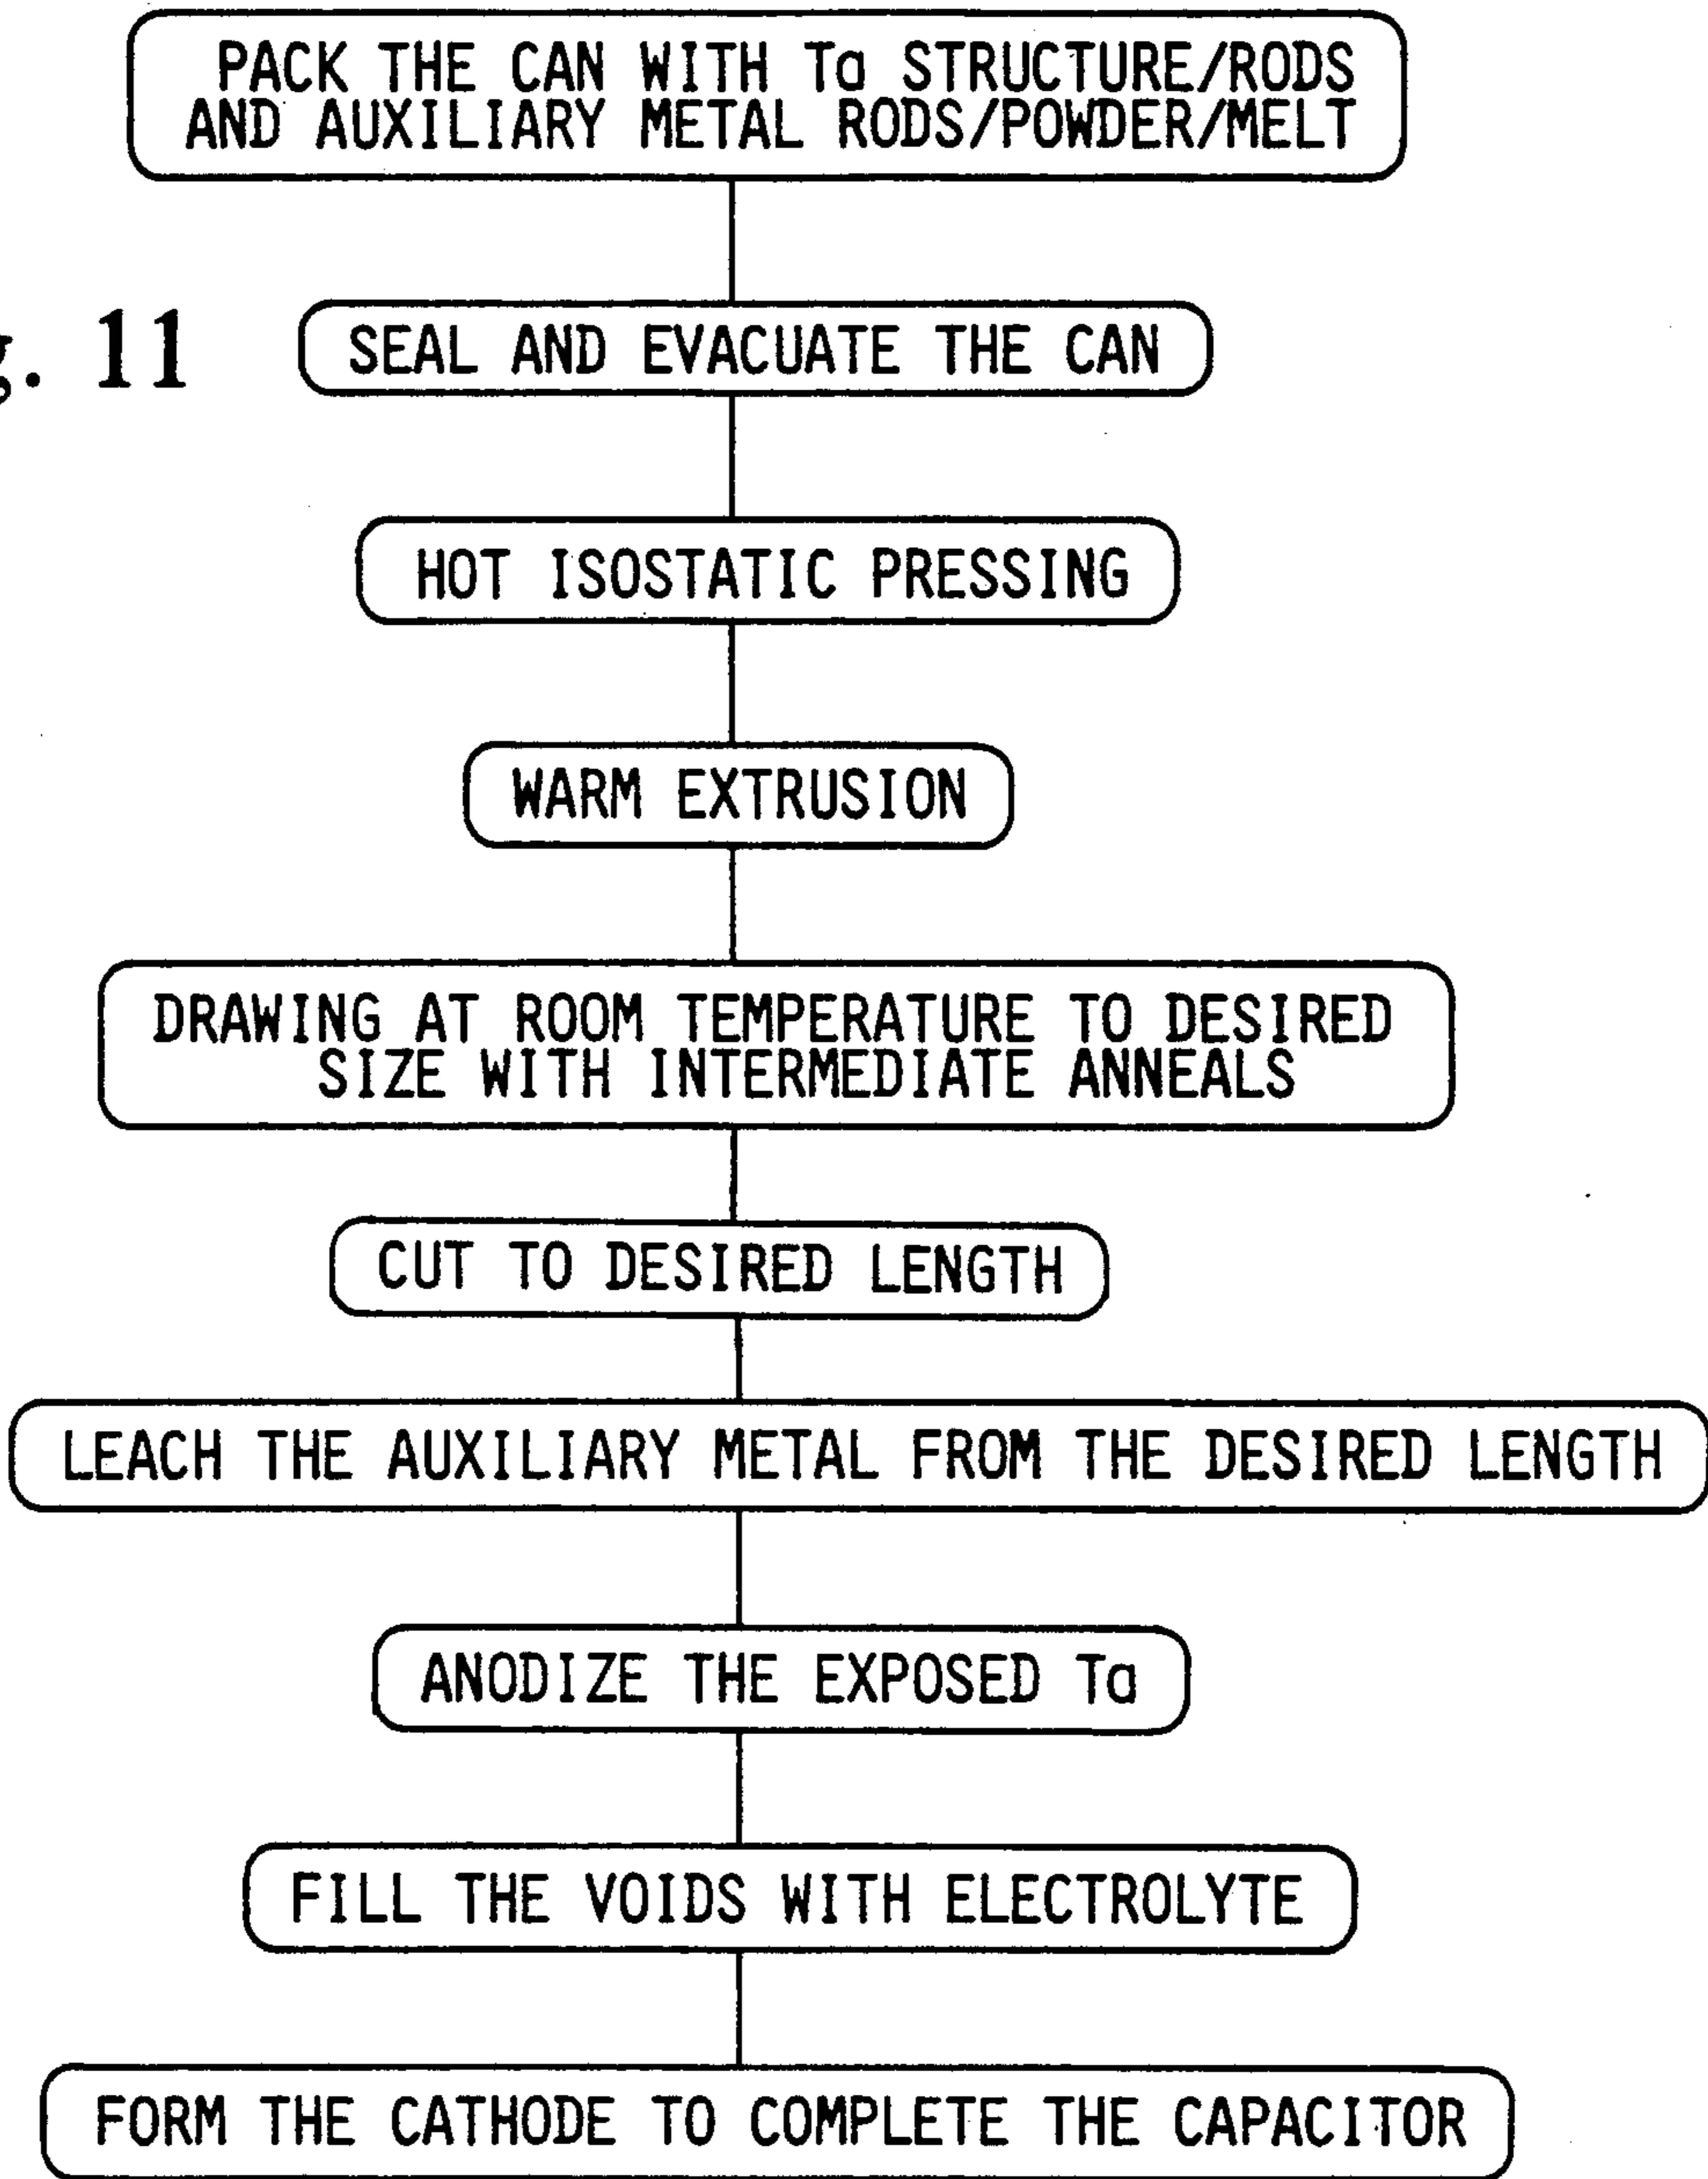 PACK THE CAN WITH Ta STRUCTURE/RODS
AND AUXILIARY METAL RODS/POWDER/MELT
g. 11
SEAL AND EVACUATE THE CAN
HOT ISOSTATIC PRESSING
WARM EXTRUSION
DRAWING AT ROOM TEMPERATURE TO DESIRED
SIZE WITH INTERMEDIATE ANNEALS
CUT TO DESIRED LENGTH
LEACH THE AUXILIARY METAL FROM THE DESIRED LENGTH
ANODIZE THE EXPOSED Ta
FILL THE VOIDS WITH ELECTROLYTE
FORM THE CATHODE TO COMPLETE THE CAPACITOR